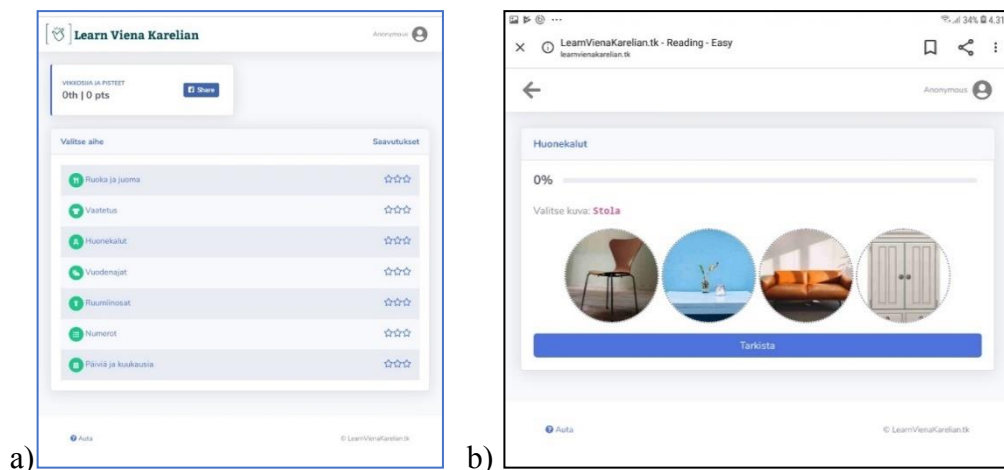 Learn Viena Karelian
Anonymous
VIIKKOSIJA JA PISTEET
0th | 0 pts
Share
Valitse aihe
Saavutukset
Ruoka ja juoma
Vaatetus
Huonekalut
Vuodenajat
Ruumiinosat
Numerot
Päiviä ja kuukausia
Auta
© LearnVienaKarelian.tk
a)
34% 4.31
LearnVienaKarelian.tk - Reading - Easy
learnvienakarelian.tk
Anonymous
Huonekalut
0%
Valitse kuva: Stola
Tarkista
Auta
© LearnVienaKarelian.tk
b)